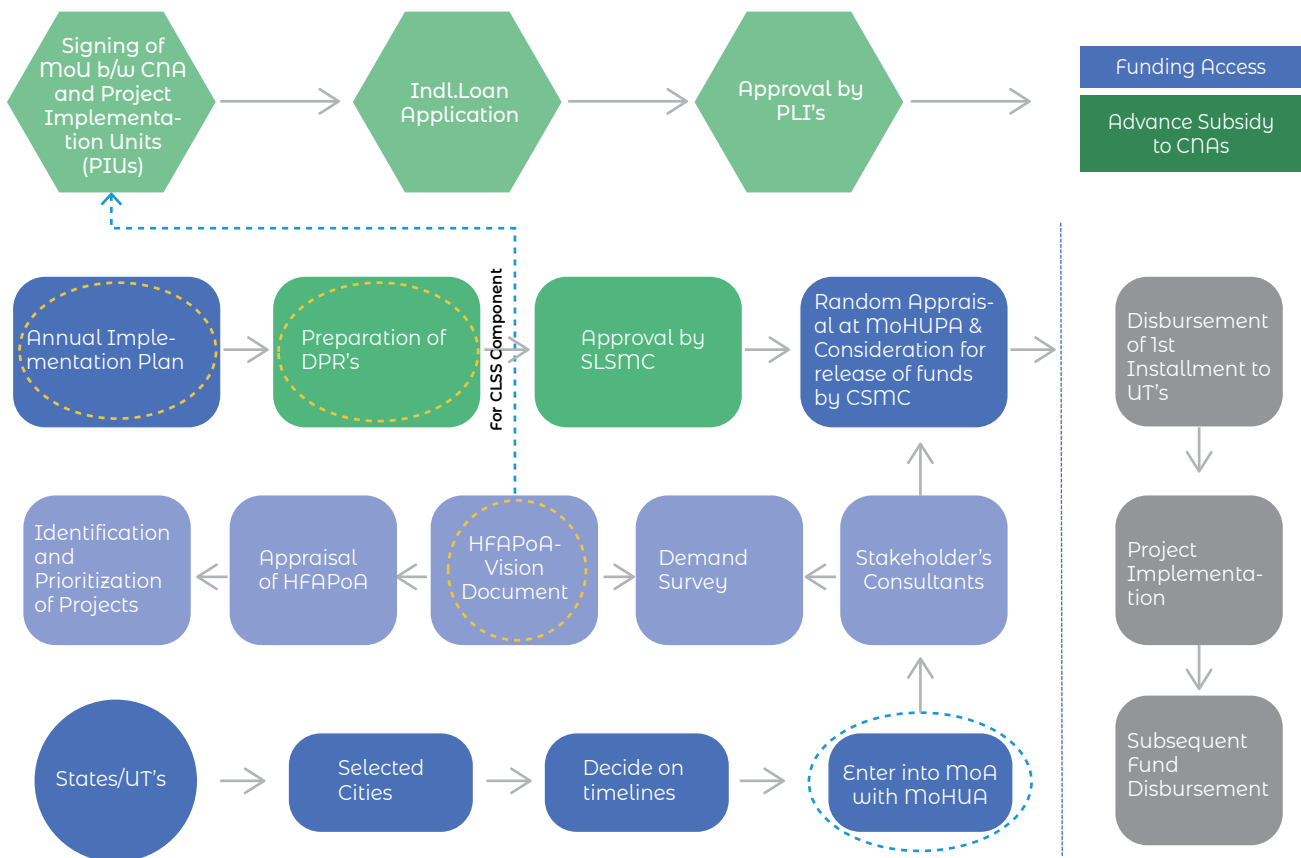 Signing of
MoU b/w CNA
and Project
Implementa-
tion Units
(PIUs)
Indl.Loan
Application
Approval by
PLI's
Funding Access
Advance Subsidy
to CNAs
Annual Imple-
mentation Plan
Preparation of
DPR's
For CLSS Component
Approval by
SLSMC
Random Apprais-
al at MoHUPA &
Consideration for
release of funds
by CSMC
Disbursement
of 1st
Installment to
UT's
Identification
and
Prioritization
of Projects
Appraisal
of HFAPoA
HFAPoA-
Vision
Document
Demand
Survey
Stakeholder's
Consultants
Project
Implementa-
tion
States/UT's
Selected
Cities
Decide on
timelines
Enter into MoA
with MoHUA
Subsequent
Fund
Disbursement